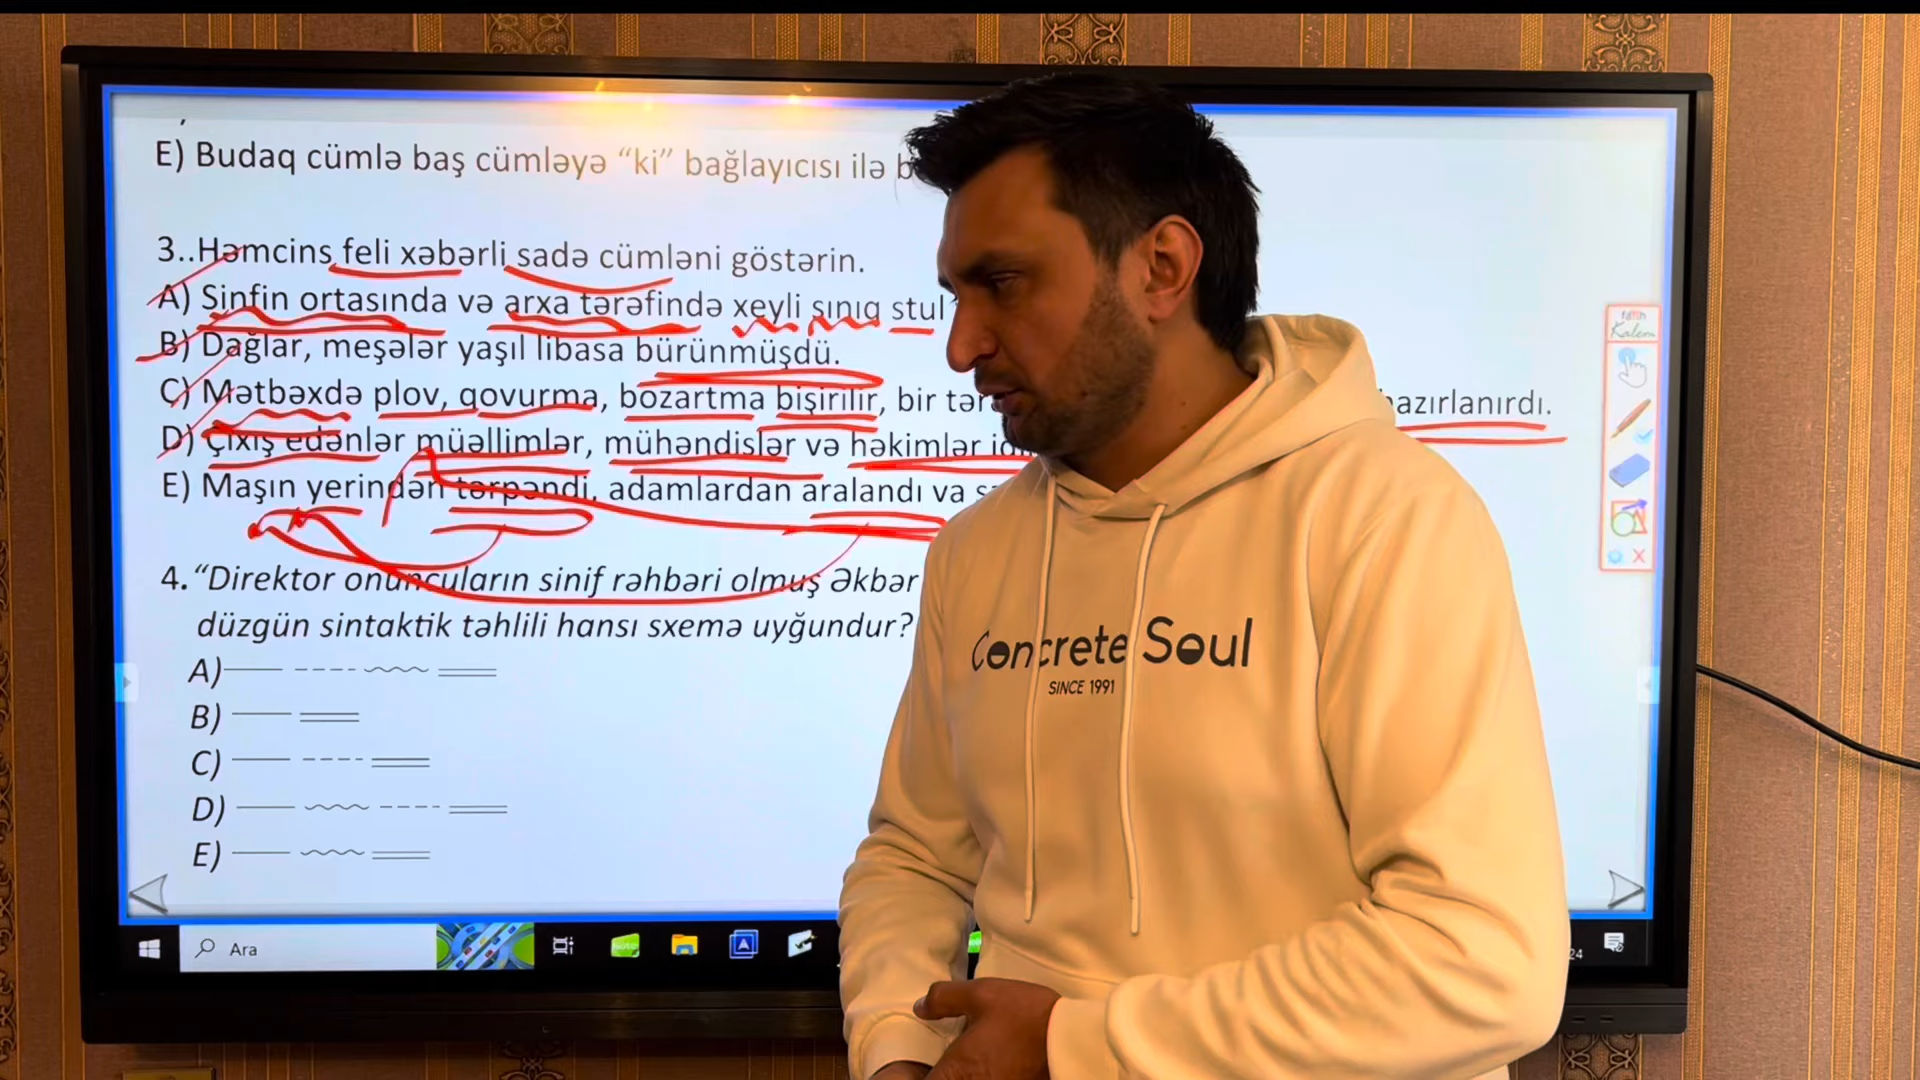 E) Budaq cümlə baş cümləyə “ki” bağlayıcısı ilə
3..Həmcins feli xəbərli sadə cümləni göstərin.
A) Sinfin ortasında və arxa tərəfində xeyli sınıq stul
B) Dağlar, meşələr yaşıl libasa bürünmüşdü.
C) Mətbəxdə plov, qovurma, bozartma bişirilir, bir
D) Çıxış edənlər müəllimlər, mühəndislər və həkimlər
E) Maşın yerindən tərpəndi, adamlardan aralandı va
4. “Direktor onuncuların sinif rəhbəri olmuş Əkbər
düzgün sintaktik təhlili hansı sxemə uyğundur?
A)
B)
C)
D)
E)
Kalem
Ara
24
Concrete Soul
SINCE 1991